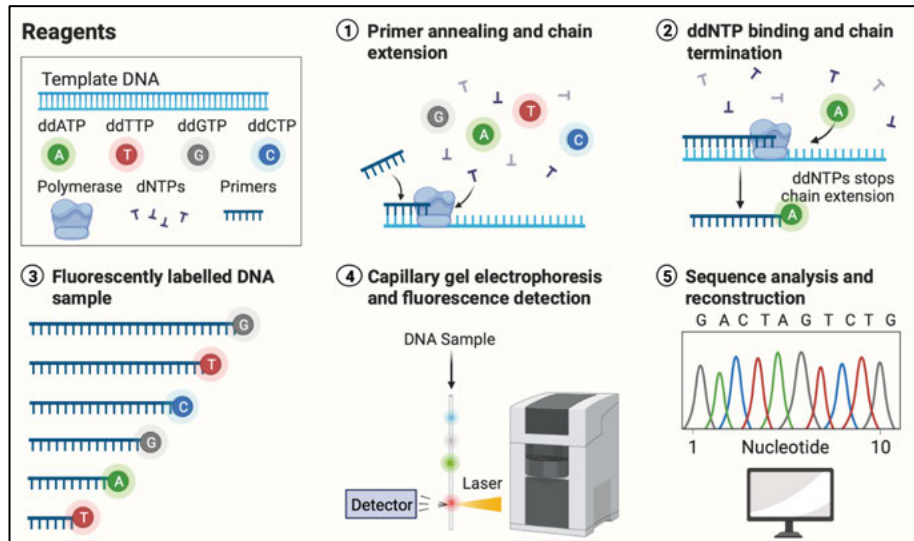 Reagents
Template DNA
ddATP ddTTP ddGTP ddCTP
A T G C
Polymerase dNTPs Primers
1 Primer annealing and chain
extension
G A T C
2 ddNTP binding and chain
termination
A
ddNTPs stops
chain extension
A
3 Fluorescently labelled DNA
sample
G
T
C
G
A
T
4 Capillary gel electrophoresis
and fluorescence detection
DNA Sample
Laser
Detector
5 Sequence analysis and
reconstruction
G A C T A G T C T G
1 Nucleotide 10